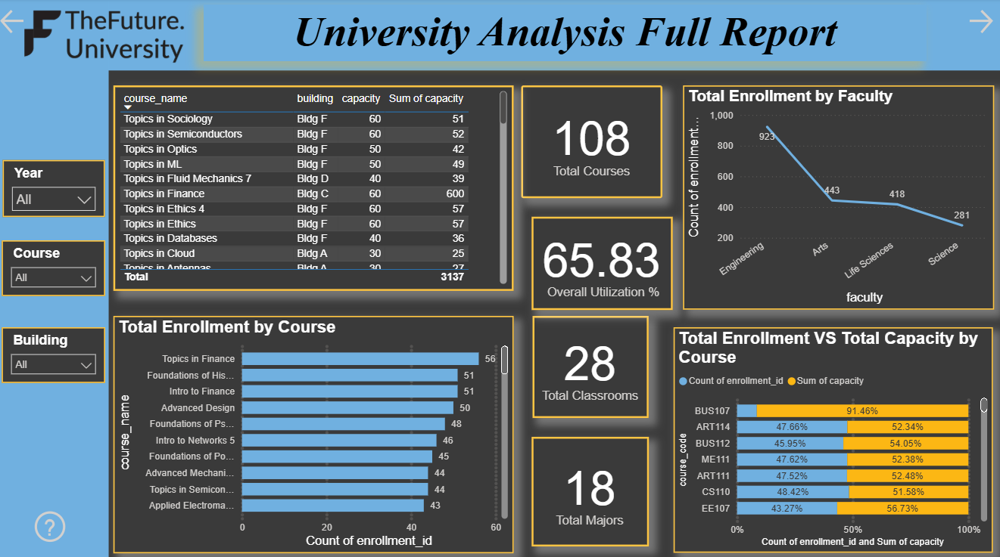 TheFuture.
University
University Analysis Full Report
Year
All
Course
All
Building
All
course_name building capacity Sum of capacity
Topics in Sociology Bldg F 60 51
Topics in Semiconductors Bldg F 60 52
Topics in Optics Bldg F 50 42
Topics in ML Bldg F 50 49
Topics in Fluid Mechanics 7 Bldg D 40 39
Topics in Finance Bldg C 60 600
Topics in Ethics 4 Bldg F 60 57
Topics in Ethics Bldg F 60 57
Topics in Databases Bldg F 40 36
Topics in Cloud Bldg A 30 25
Topics in Antennas Bldg A 30 27
Total 3137
108
Total Courses
65.83
Overall Utilization %
28
Total Classrooms
18
Total Majors
Total Enrollment by Faculty
Count of enrollment…
1,000
800
600
400
200
923
443
418
281
Engineering
Arts
Life Sciences
Science
faculty
Total Enrollment by Course
course_name
Topics in Finance 56
Foundations of His... 51
Intro to Finance 51
Advanced Design 50
Foundations of Ps... 48
Intro to Networks 5 46
Foundations of Po... 45
Advanced Mechani... 44
Topics in Semicon... 44
Applied Electroma... 43
0 20 40 60
Count of enrollment_id
Total Enrollment VS Total Capacity by
Course
Count of enrollment_id Sum of capacity
course_code
BUS107 91.46%
ART114 47.66% 52.34%
BUS112 45.95% 54.05%
ME111 47.62% 52.38%
ART111 47.52% 52.48%
CS110 48.42% 51.58%
EE107 43.27% 56.73%
0% 50% 100%
Count of enrollment_id and Sum of capacity
?